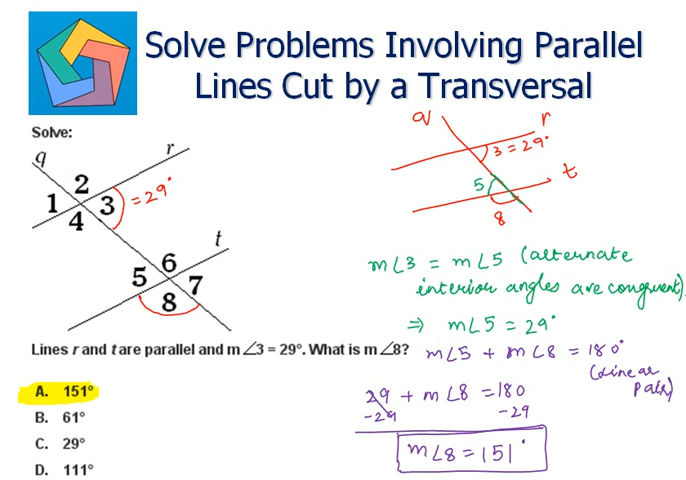 Solve Problems Involving Parallel
Lines Cut by a Transversal
Solve:
q
r
2
1
3
= 29°
4
t
6
5
7
8
q
r
3 = 29°
t
5
8
m∠3 = m∠5 (alternate
interior angles are congruent).
⇒ m∠5 = 29°
Lines r and t are parallel and m∠3 = 29°. What is m∠8?
m∠5 + m∠8 = 180°
(Linear
Pair)
A. 151°
B. 61°
C. 29°
D. 111°
29 + m∠8 = 180
-29 -29
m∠8 = 151°